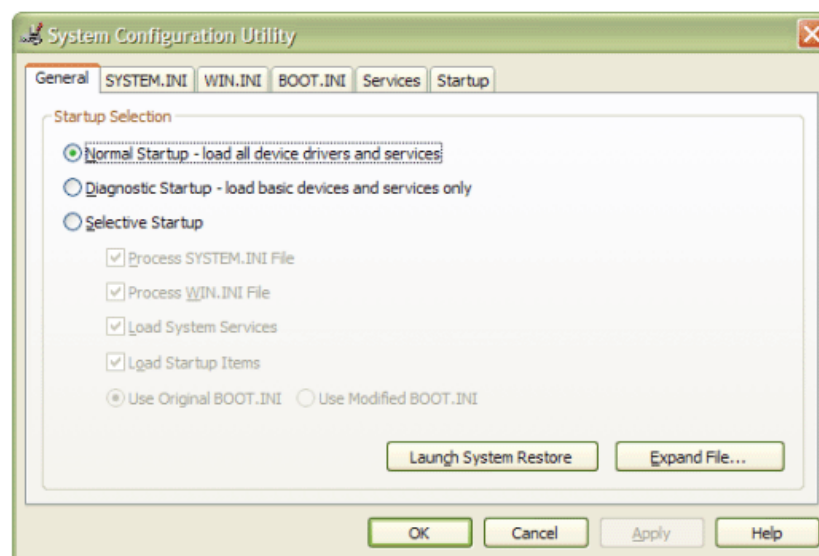 System Configuration Utility
General SYSTEM.INI WIN.INI BOOT.INI Services Startup
Startup Selection
Normal Startup - load all device drivers and services
Diagnostic Startup - load basic devices and services only
Selective Startup
Process SYSTEM.INI File
Process WIN.INI File
Load System Services
Load Startup Items
Use Original BOOT.INI Use Modified BOOT.INI
Launch System Restore Expand File...
OK Cancel Apply Help